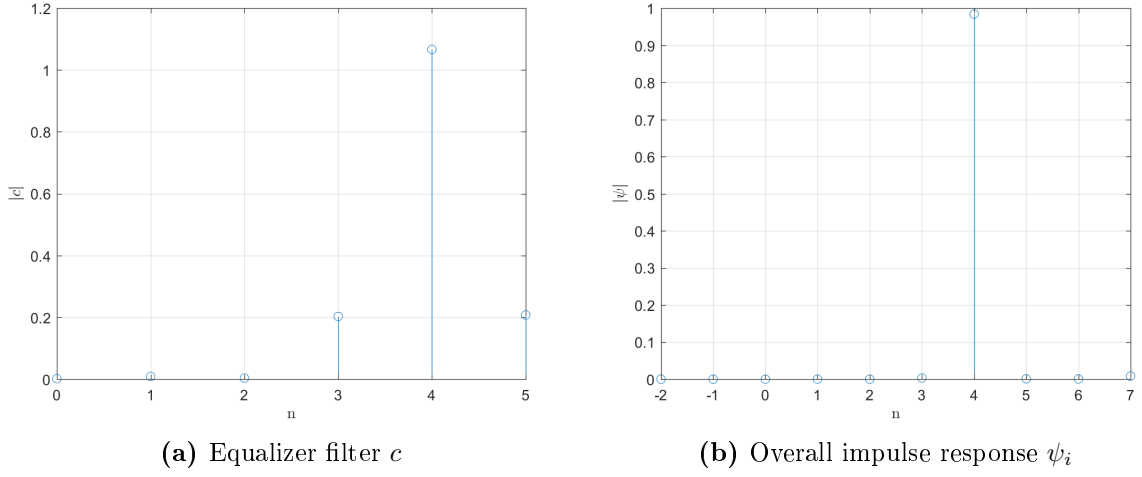 1.2
1
0.8
0.6
0.4
0.2
0
|c|
0 1 2 3 4 5
n
(a) Equalizer filter c
1
0.9
0.8
0.7
0.6
0.5
0.4
0.3
0.2
0.1
0
|ψ|
-2 -1 0 1 2 3 4 5 6 7
n
(b) Overall impulse response ψᵢ